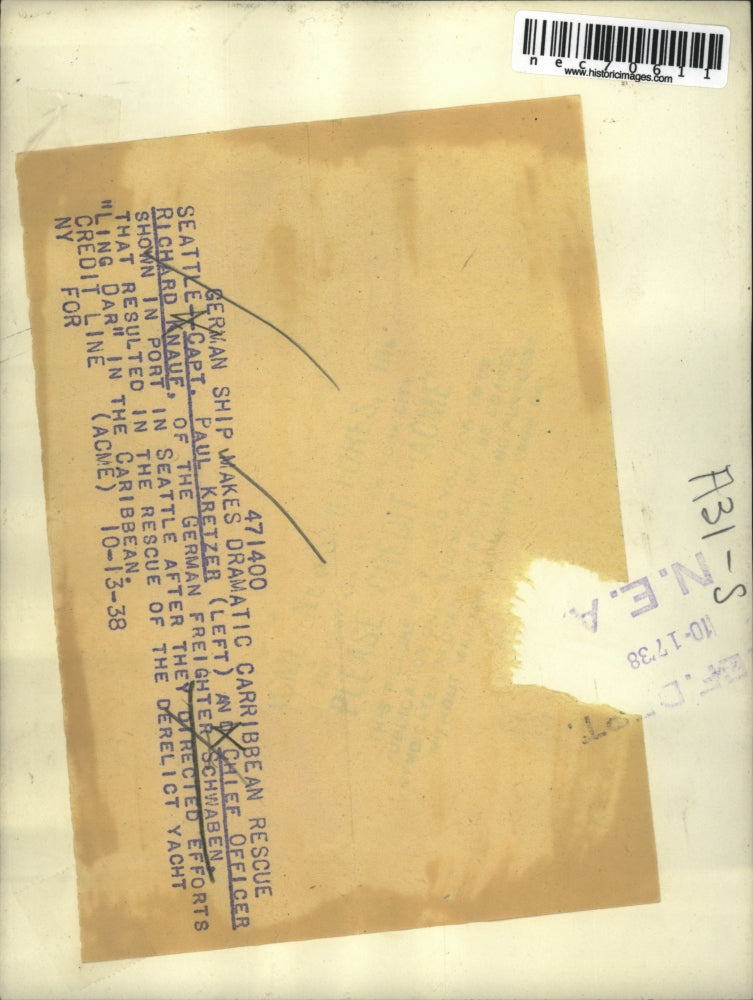 nec70611
www.historicimages.com
471400
GERMAN SHIP MAKES DRAMATIC CARRIBBEAN RESCUE
SEATTLE--CAPT. PAUL KRETZER (LEFT) AND CHIEF OFFICER
RICHARD KNAUF, OF THE GERMAN FREIGHTER SCHWABEN,
SHOWN IN PORT IN SEATTLE AFTER THEY DIRECTED EFFORTS
THAT RESULTED IN THE RESCUE OF THE DERELICT YACHT
"LING DAR" IN THE CARIBBEAN.
CREDIT LINE (ACME) 10-13-38
NY FOR
A31-S
N.E.A.
10-17'38